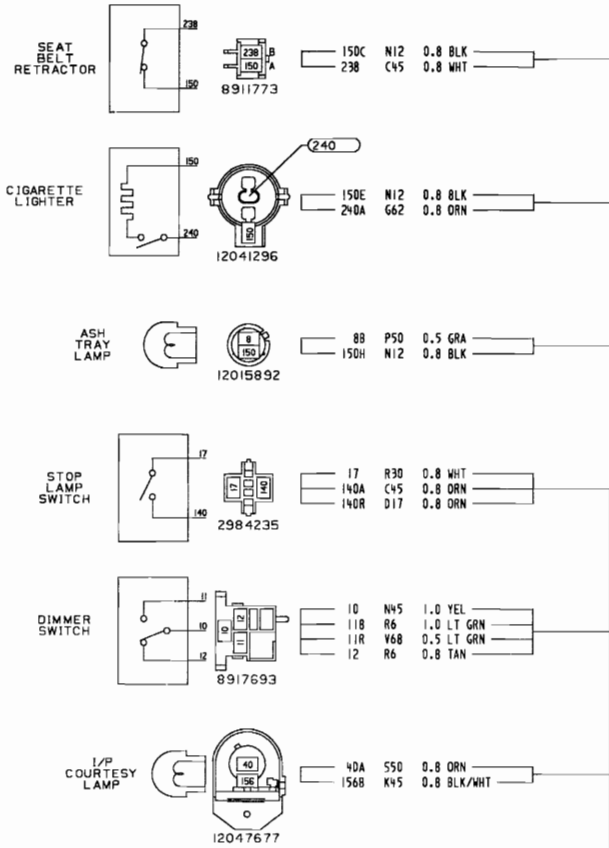 SEAT
BELT
RETRACTOR
238
150
238 B
150 A
8911773
150C N12 0.8 BLK
238 C45 0.8 WHT
CIGARETTE
LIGHTER
150
240
240
150
12041296
150E N12 0.8 BLK
240A G62 0.8 ORN
ASH
TRAY
LAMP
8
150
12015892
8B P50 0.5 GRA
150H N12 0.8 BLK
STOP
LAMP
SWITCH
17
140
17 140
2984235
17 R30 0.8 WHT
140A C45 0.8 ORN
140R D17 0.8 ORN
DIMMER
SWITCH
11
10
12
10 12
11
8917693
10 N45 1.0 YEL
11B R6 1.0 LT GRN
11R V68 0.5 LT GRN
12 R6 0.8 TAN
I/P
COURTESY
LAMP
40
156
12047677
40A S50 0.8 ORN
156B K45 0.8 BLK/WHT